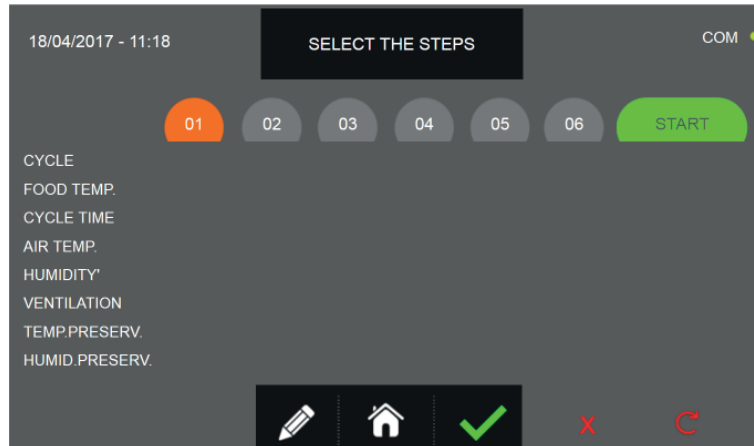 18/04/2017 - 11:18
SELECT THE STEPS
COM
01 02 03 04 05 06 START
CYCLE
FOOD TEMP.
CYCLE TIME
AIR TEMP.
HUMIDITY'
VENTILATION
TEMP.PRESERV.
HUMID.PRESERV.
X